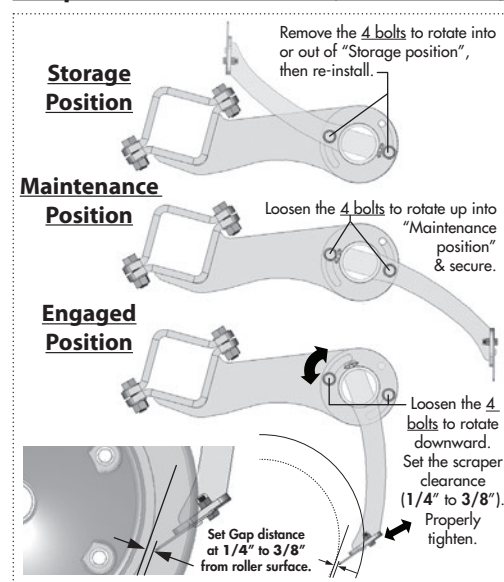 Remove the 4 bolts to rotate into
or out of “Storage position”,
then re-install.
Storage
Position
Maintenance
Position
Loosen the 4 bolts to rotate up into
“Maintenance
position”
& secure.
Engaged
Position
Loosen the 4
bolts to rotate
downward.
Set the scraper
clearance
(1/4” to 3/8”).
Properly
tighten.
Set Gap distance
at 1/4” to 3/8”
from roller surface.